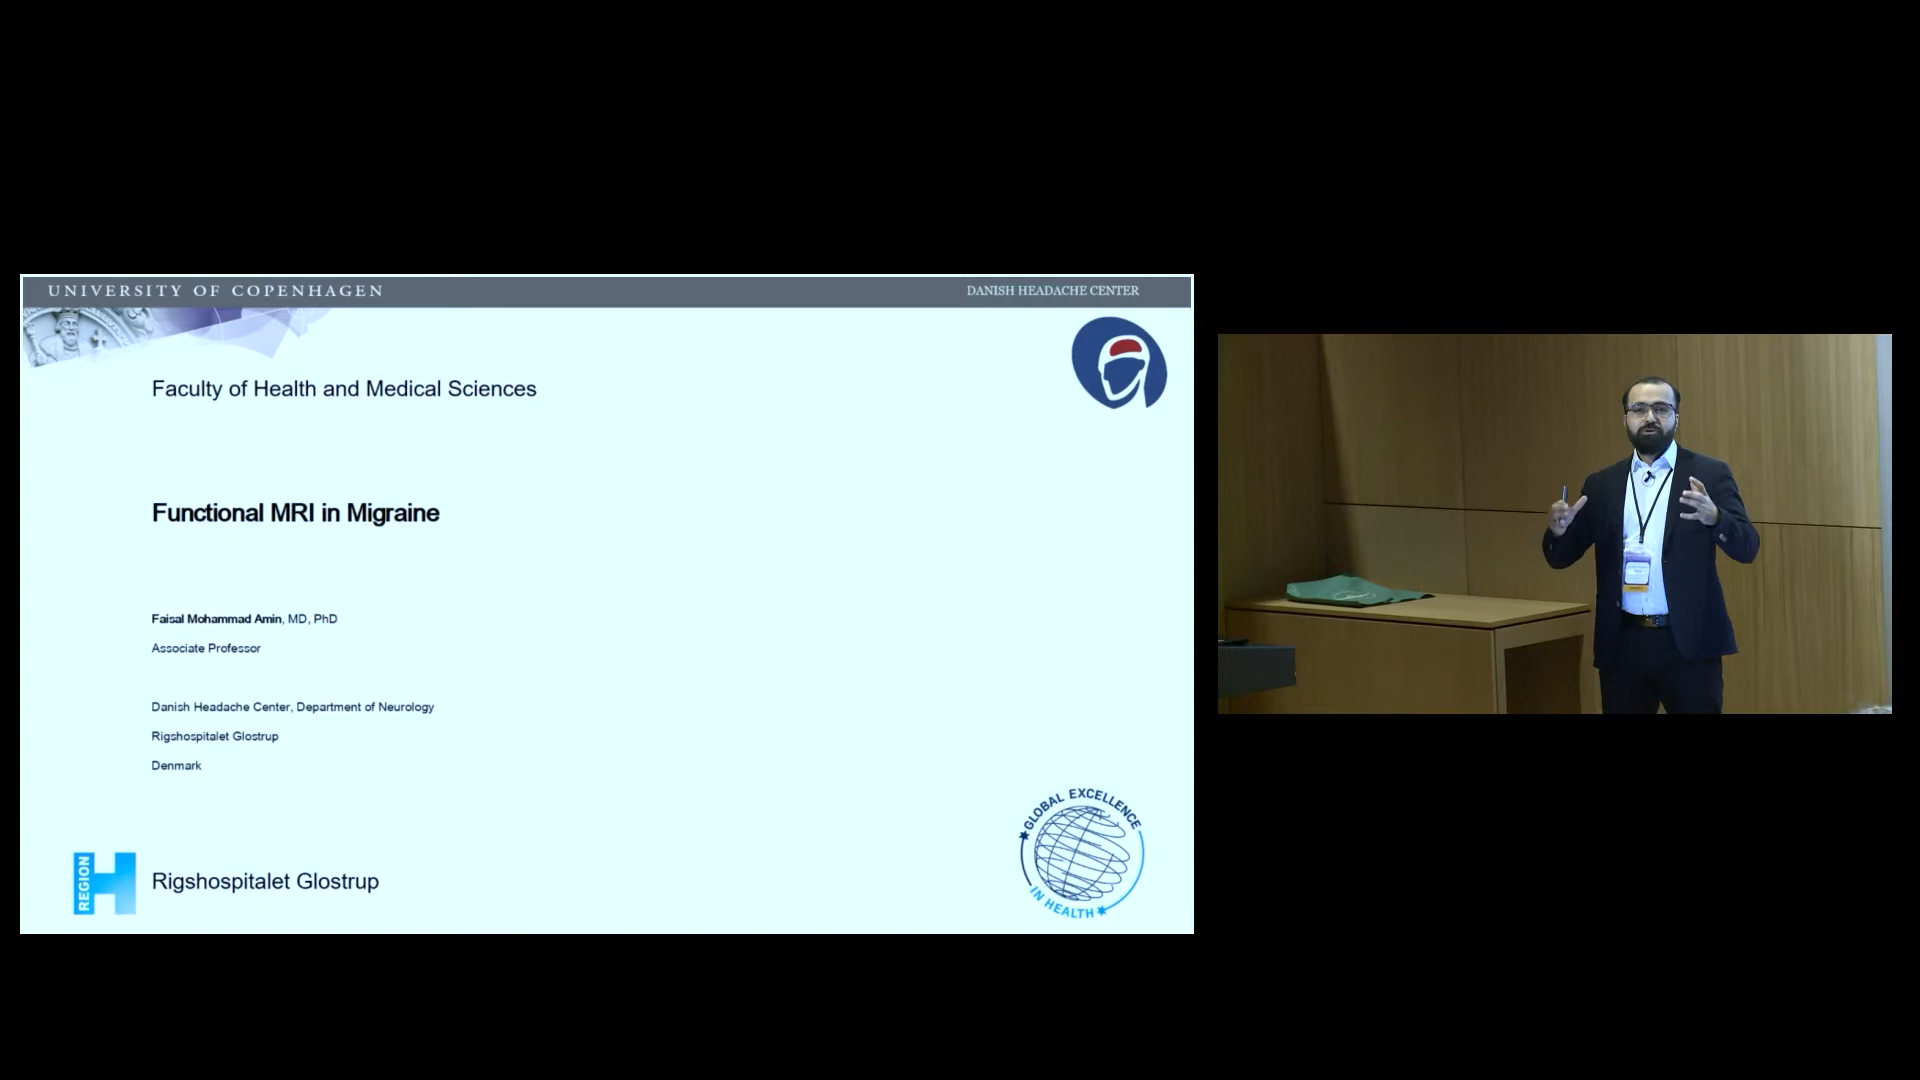 UNIVERSITY OF COPENHAGEN
DANISH HEADACHE CENTER
Faculty of Health and Medical Sciences
Functional MRI in Migraine
Faisal Mohammad Amin, MD, PhD
Associate Professor
Danish Headache Center, Department of Neurology
Rigshospitalet Glostrup
Denmark
GLOBAL EXCELLENCE
IN HEALTH
REGION
H
Rigshospitalet Glostrup